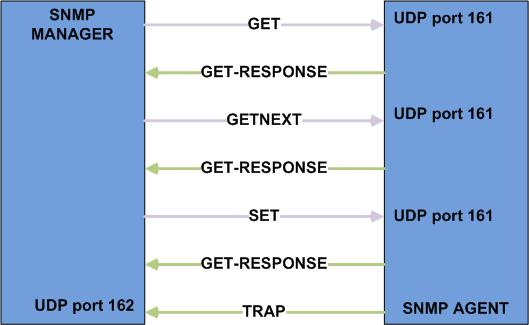 SNMP
MANAGER
GET
UDP port 161
GET-RESPONSE
GETNEXT
UDP port 161
GET-RESPONSE
SET
UDP port 161
GET-RESPONSE
UDP port 162
TRAP
SNMP AGENT